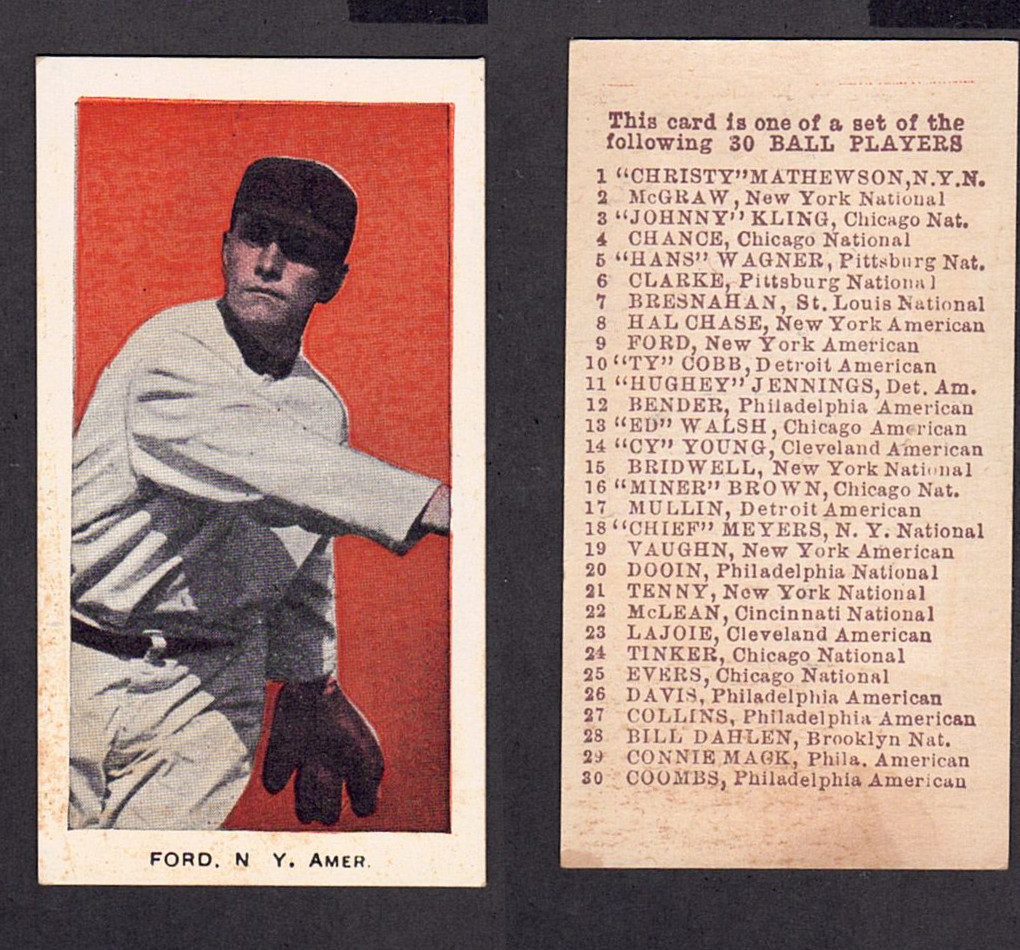 FORD. N Y. AMER.
This card is one of a set of the
following 30 BALL PLAYERS
1 "CHRISTY" MATHEWSON, N.Y.N.
2 McGRAW, New York National
3 "JOHNNY" KLING, Chicago Nat.
4 CHANCE, Chicago National
5 "HANS" WAGNER, Pittsburg Nat.
6 CLARKE, Pittsburg National
7 BRESNAHAN, St. Louis National
8 HAL CHASE, New York American
9 FORD, New York American
10 "TY" COBB, Detroit American
11 "HUGHEY" JENNINGS, Det. Am.
12 BENDER, Philadelphia American
13 "ED" WALSH, Chicago American
14 "CY" YOUNG, Cleveland American
15 BRIDWELL, New York National
16 "MINER" BROWN, Chicago Nat.
17 MULLIN, Detroit American
18 "CHIEF" MEYERS, N. Y. National
19 VAUGHN, New York American
20 DOOIN, Philadelphia National
21 TENNY, New York National
22 McLEAN, Cincinnati National
23 LAJOIE, Cleveland American
24 TINKER, Chicago National
25 EVERS, Chicago National
26 DAVIS, Philadelphia American
27 COLLINS, Philadelphia American
28 BILL DAHLEN, Brooklyn Nat.
29 CONNIE MACK, Phila. American
30 COOMBS, Philadelphia American